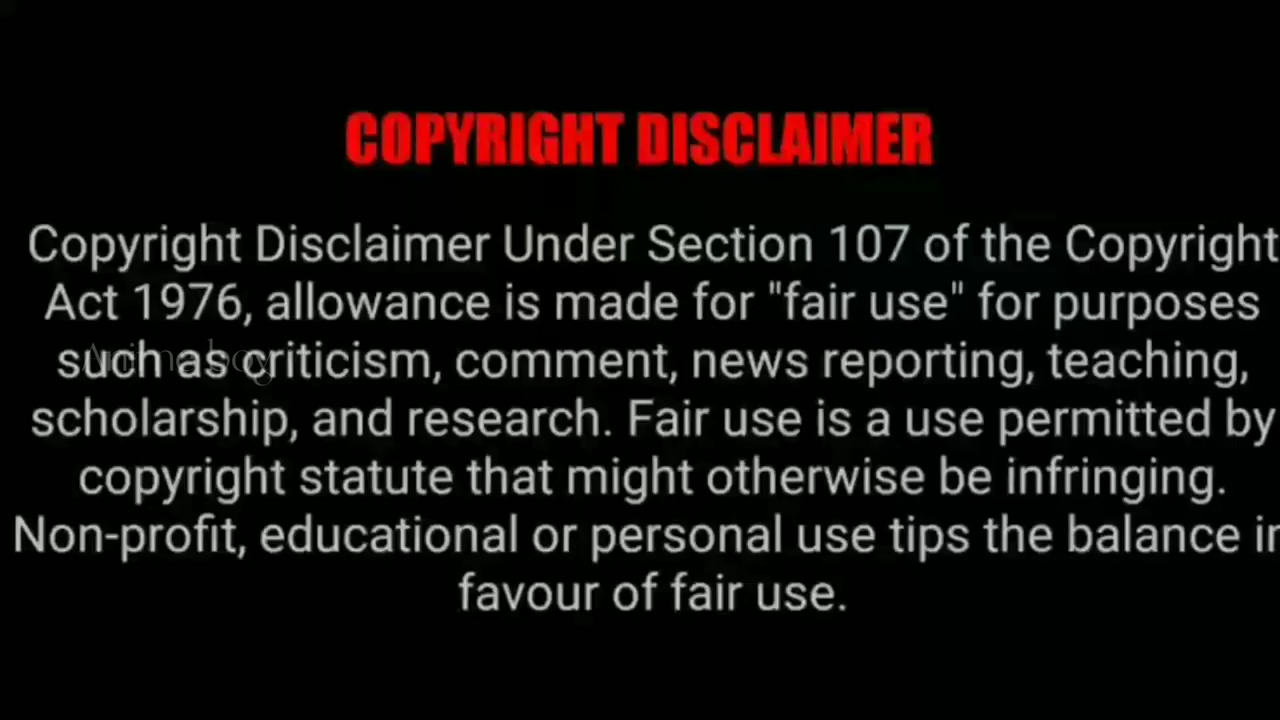 COPYRIGHT DISCLAIMER
Copyright Disclaimer Under Section 107 of the Copyright
Act 1976, allowance is made for "fair use" for purposes
such as criticism, comment, news reporting, teaching,
scholarship, and research. Fair use is a use permitted by
copyright statute that might otherwise be infringing.
Non-profit, educational or personal use tips the balance in
favour of fair use.